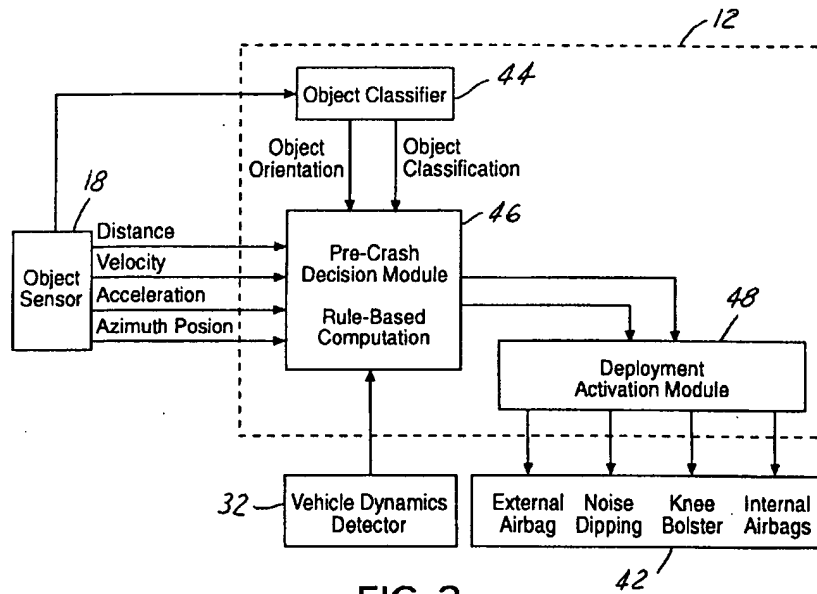 12
Object Classifier
44
Object
Orientation
Object
Classification
18
46
Object
Sensor
Distance
Velocity
Acceleration
Azimuth Posion
Pre-Crash
Decision Module
Rule-Based
Computation
48
Deployment
Activation Module
32
Vehicle Dynamics
Detector
External
Airbag
Noise
Dipping
Knee
Bolster
Internal
Airbags
42